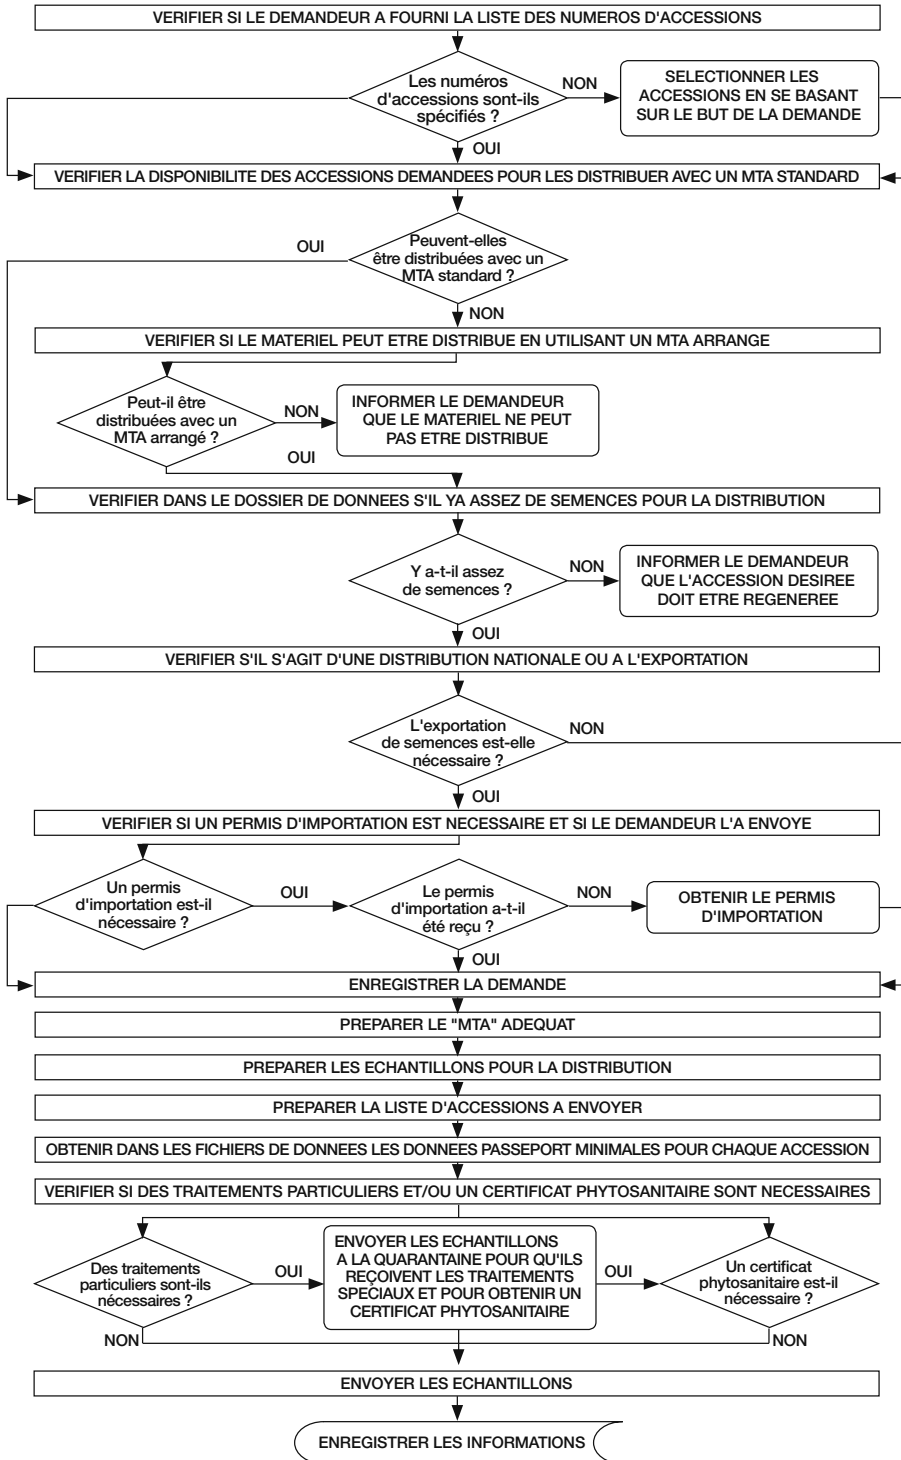 VERIFIER SI LE DEMANDEUR A FOURNI LA LISTE DES NUMEROS D'ACCESSIONS
Les numéros
d'accessions sont-ils
spécifiés ?
NON
SELECTIONNER LES
ACCESSIONS EN SE BASANT
SUR LE BUT DE LA DEMANDE
OUI
VERIFIER LA DISPONIBILITE DES ACCESSIONS DEMANDEES POUR LES DISTRIBUER AVEC UN MTA STANDARD
OUI
Peuvent-elles
être distribuées avec un
MTA standard ?
NON
VERIFIER SI LE MATERIEL PEUT ETRE DISTRIBUE EN UTILISANT UN MTA ARRANGE
Peut-il être
distribuées avec un
MTA arrangé ?
NON
INFORMER LE DEMANDEUR
QUE LE MATERIEL NE PEUT
PAS ETRE DISTRIBUE
OUI
VERIFIER DANS LE DOSSIER DE DONNEES S'IL YA ASSEZ DE SEMENCES POUR LA DISTRIBUTION
Y a-t-il assez
de semences ?
NON
INFORMER LE DEMANDEUR
QUE L'ACCESSION DESIREE
DOIT ETRE REGENEREE
OUI
VERIFIER S'IL S'AGIT D'UNE DISTRIBUTION NATIONALE OU A L'EXPORTATION
L'exportation
de semences est-elle
nécessaire ?
NON
OUI
VERIFIER SI UN PERMIS D'IMPORTATION EST NECESSAIRE ET SI LE DEMANDEUR L'A ENVOYE
Un permis
d'importation est-il
nécessaire ?
OUI
Le permis
d'importation a-t-il
été reçu ?
NON
OBTENIR LE PERMIS
D'IMPORTATION
OUI
ENREGISTRER LA DEMANDE
PREPARER LE "MTA" ADEQUAT
PREPARER LES ECHANTILLONS POUR LA DISTRIBUTION
PREPARER LA LISTE D'ACCESSIONS A ENVOYER
OBTENIR DANS LES FICHIERS DE DONNEES LES DONNEES PASSEPORT MINIMALES POUR CHAQUE ACCESSION
VERIFIER SI DES TRAITEMENTS PARTICULIERS ET/OU UN CERTIFICAT PHYTOSANITAIRE SONT NECESSAIRES
Des traitements
particuliers sont-ils
nécessaires ?
OUI
ENVOYER LES ECHANTILLONS
A LA QUARANTAINE POUR QU'ILS
REÇOIVENT LES TRAITEMENTS
SPECIAUX ET POUR OBTENIR UN
CERTIFICAT PHYTOSANITAIRE
OUI
Un certificat
phytosanitaire est-il
nécessaire ?
NON
NON
ENVOYER LES ECHANTILLONS
ENREGISTRER LES INFORMATIONS